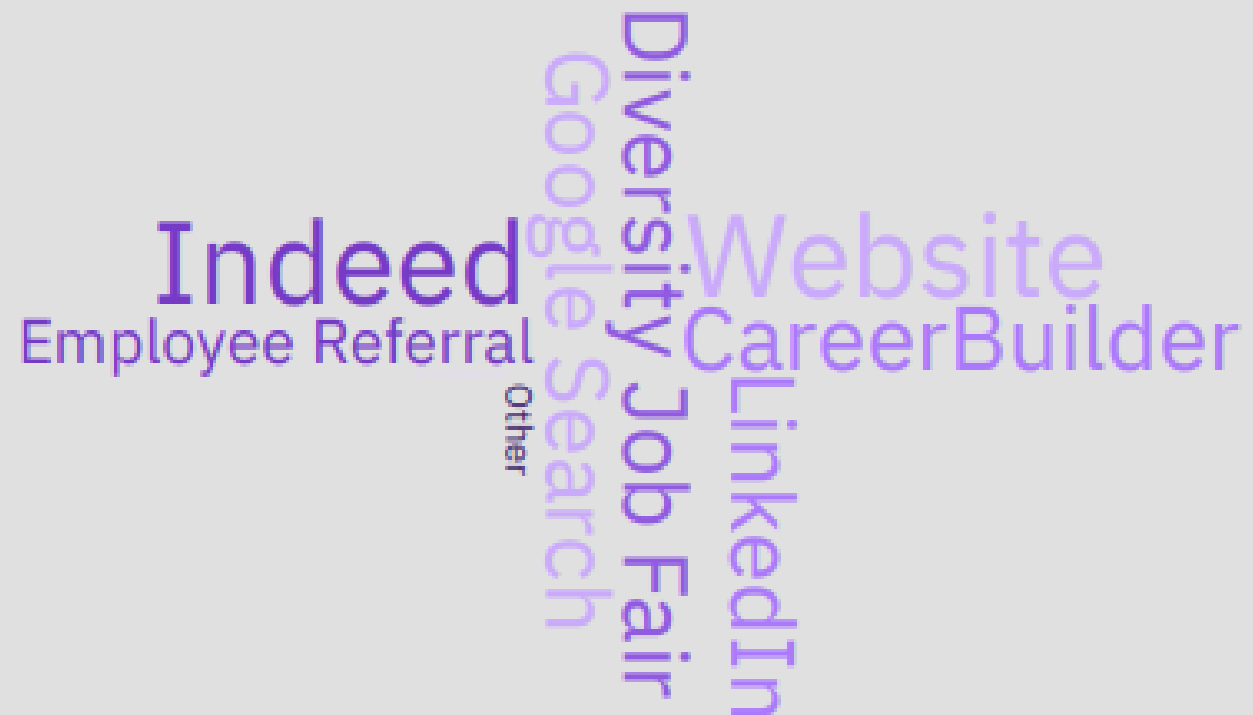 Diversity Job Fair
Google Search
Indeed
Website
Employee Referral
CareerBuilder
Other
LinkedIn